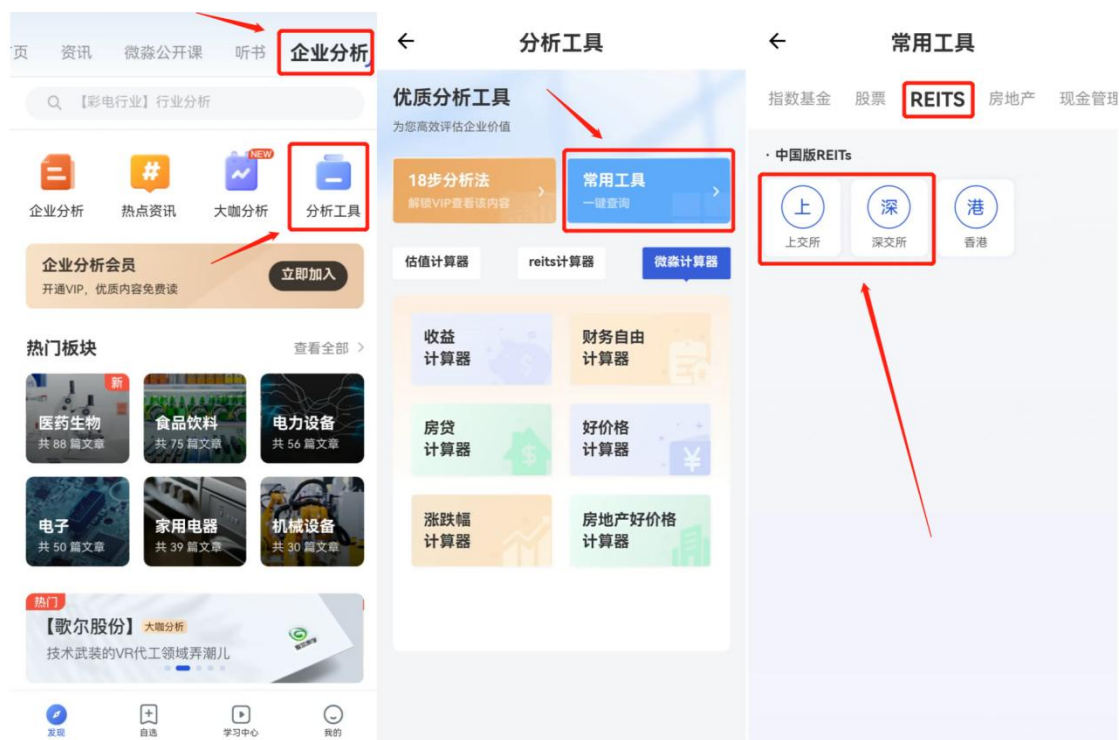 页 资讯 微淼公开课 听书 企业分析
【彩电行业】行业分析
NEW
企业分析 热点资讯 大咖分析 分析工具
企业分析会员
开通VIP，优质内容免费读
立即加入
热门板块 查看全部
新
医药生物 食品饮料 电力设备
共 88 篇文章 共 75 篇文章 共 56 篇文章
电子 家用电器 机械设备
共 50 篇文章 共 39 篇文章 共 30 篇文章
热门
【歌尔股份】 大咖分析
技术武装的VR代工领域弄潮儿
发现 自选 学习中心 我的
分析工具
优质分析工具
为您高效评估企业价值
18步分析法
解锁VIP查看该内容
常用工具
一键查询
估值计算器 reits计算器 微淼计算器
收益
计算器
财务自由
计算器
房贷
计算器
好价格
计算器
涨跌幅
计算器
房地产好价格
计算器
常用工具
指数基金 股票 REITS 房地产 现金管理
· 中国版REITs
上 深 港
上交所 深交所 香港